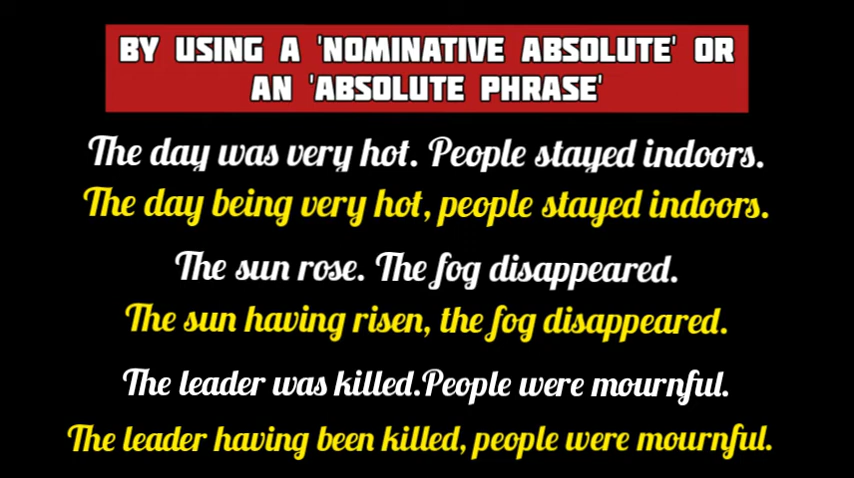 BY USING A 'NOMINATIVE ABSOLUTE' OR
AN 'ABSOLUTE PHRASE'
The day was very hot. People stayed indoors.
The day being very hot, people stayed indoors.
The sun rose. The fog disappeared.
The sun having risen, the fog disappeared.
The leader was killed.People were mournful.
The leader having been killed, people were mournful.